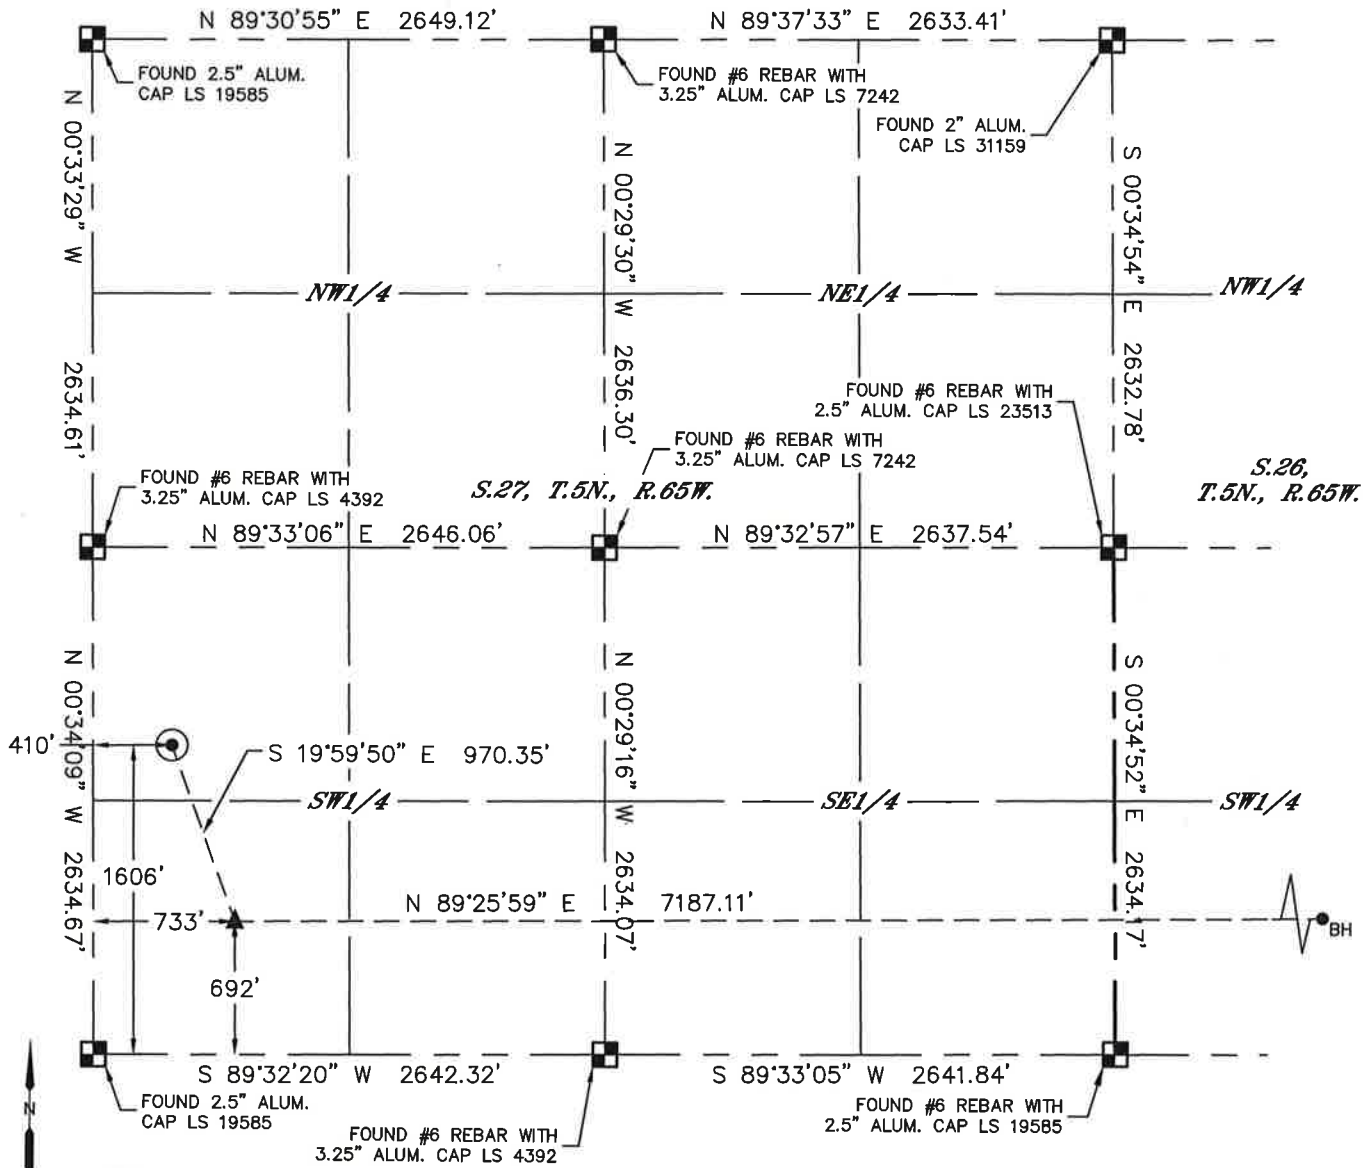 N 89°30'55" E 2649.12'
N 89°37'33" E 2633.41'
FOUND 2.5" ALUM.
CAP LS 19585
FOUND #6 REBAR WITH
3.25" ALUM. CAP LS 7242
FOUND 2" ALUM.
CAP LS 31159
N 00°33'29" W 2634.61'
N 00°29'30" W 2636.30'
S 00°34'54" E 2632.78'
NW1/4
NE1/4
NW1/4
FOUND #6 REBAR WITH
2.5" ALUM. CAP LS 23513
FOUND #6 REBAR WITH
3.25" ALUM. CAP LS 7242
FOUND #6 REBAR WITH
3.25" ALUM. CAP LS 4392
S.27, T.5N., R.65W.
S.26,
T.5N., R.65W.
N 89°33'06" E 2646.06'
N 89°32'57" E 2637.54'
N 00°34'09" W 2634.67'
N 00°29'16" W 2634.07'
S 00°34'52" E
410'
S 19°59'50" E 970.35'
SW1/4
SE1/4
SW1/4
1606'
N 89°25'59" E 7187.11'
733'
BH
692'
S 89°32'20" W 2642.32'
S 89°33'05" W 2641.84'
FOUND 2.5" ALUM.
CAP LS 19585
FOUND #6 REBAR WITH
3.25" ALUM. CAP LS 4392
FOUND #6 REBAR WITH
2.5" ALUM. CAP LS 19585
N